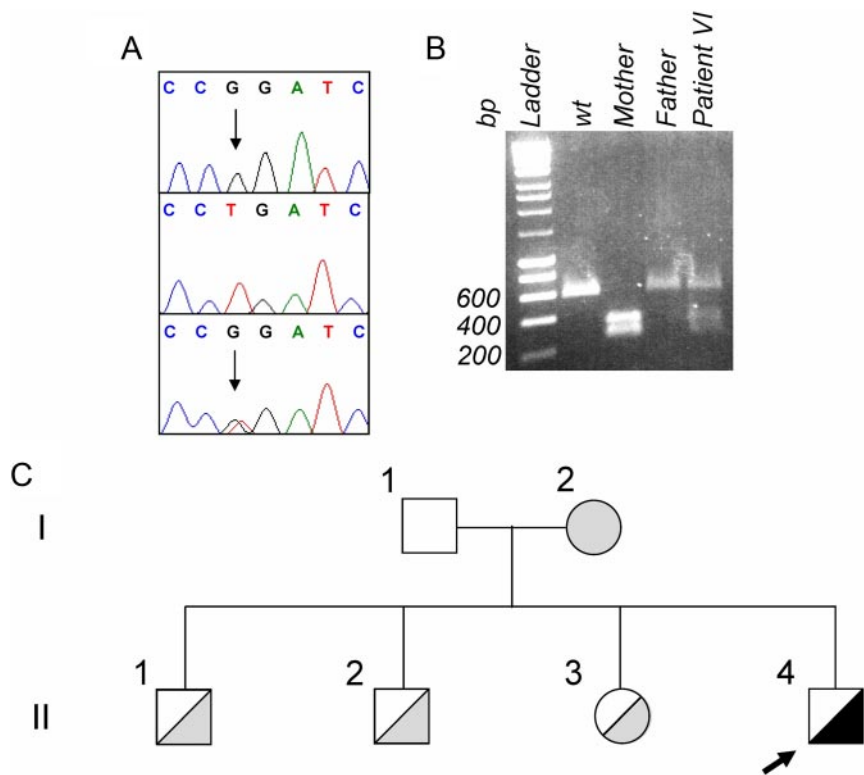 A
C C G G A T C
C C T G A T C
C C G G A T C
B
bp
Ladder
wt
Mother
Father
Patient VI
600
400
200
C
1
2
I
1
2
3
4
II